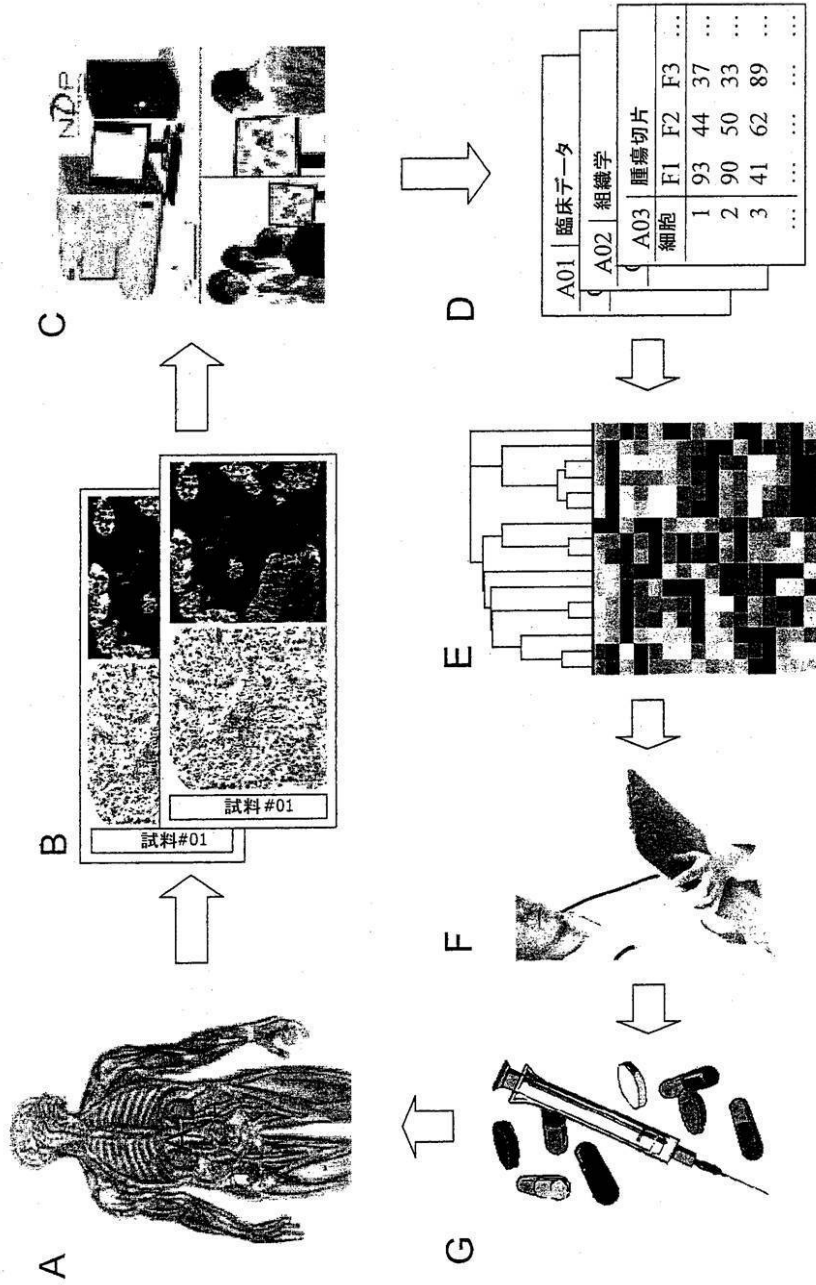 A
B
試料#01
試料#01
C
NDP
D
A01 臨床データ
A02 組織学
A03 腫瘍切片
細胞 F1 F2 F3 …
1 93 44 37 …
2 90 50 33 …
3 41 62 89 …
… … … … …
E
F
G